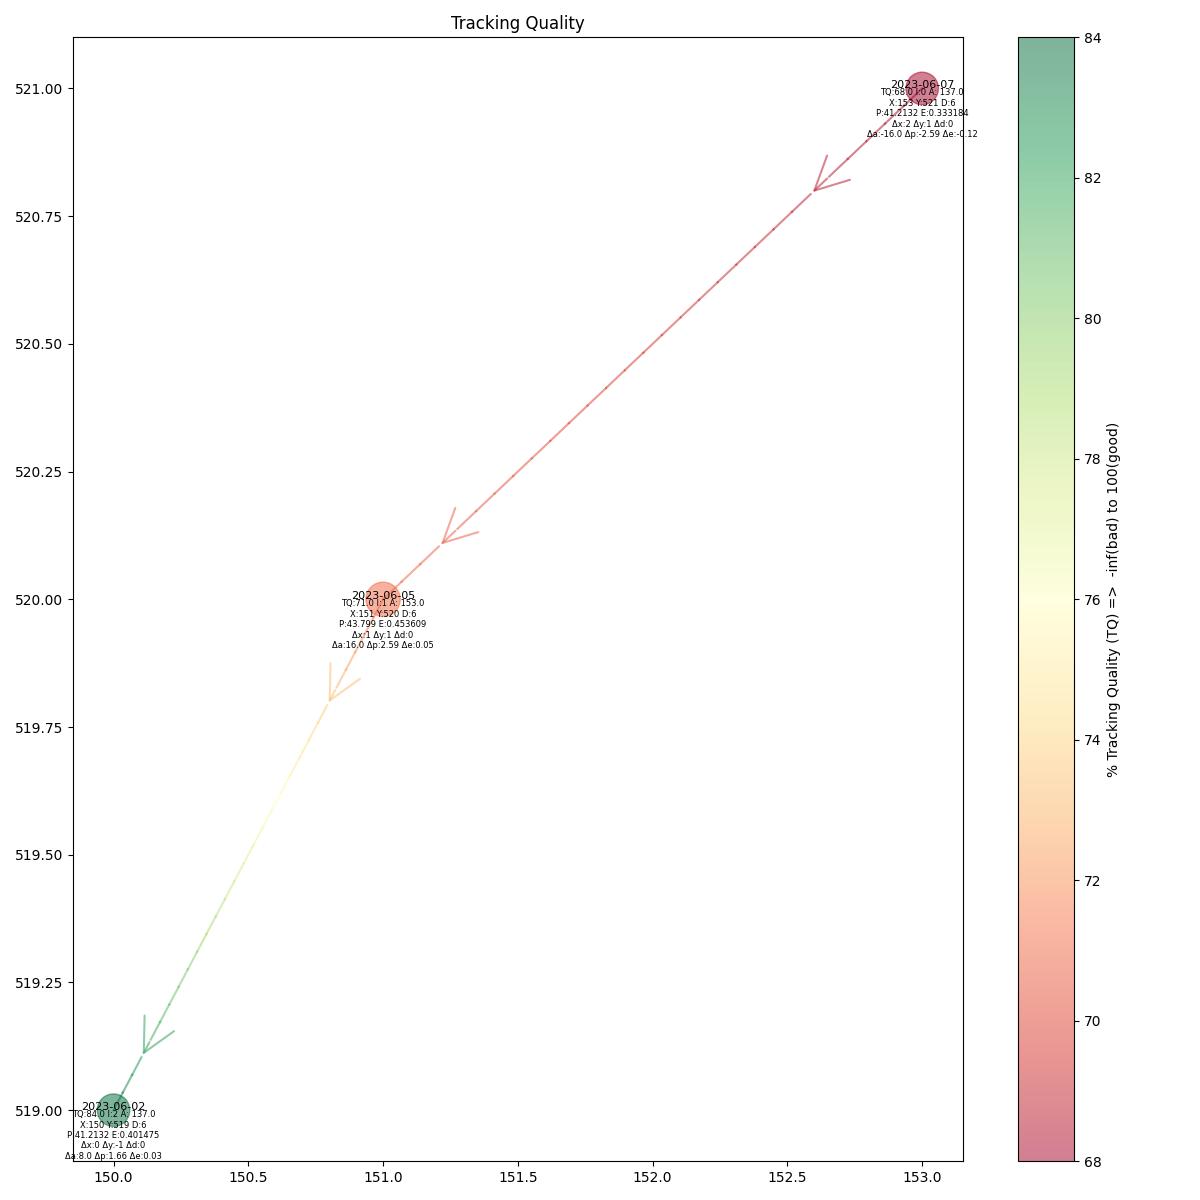 Tracking Quality
521.00
520.75
520.50
520.25
520.00
519.75
519.50
519.25
519.00
150.0
150.5
151.0
151.5
152.0
152.5
153.0
2023-06-07
TQ:68.0 I:0 A: 137.0
X:153 Y:521 D:6
P:41.2132 E:0.333184
Δx:2 Δy:1 Δd:0
Δa:-16.0 Δp:-2.59 Δe:-0.12
2023-06-05
TQ:71.0 I:1 A: 153.0
X:151 Y:520 D:6
P:43.799 E:0.453609
Δx:1 Δy:1 Δd:0
Δa:16.0 Δp:2.59 Δe:0.05
2023-06-02
TQ:84.0 I:2 A: 137.0
X:150 Y:519 D:6
P:41.2132 E:0.401475
Δx:0 Δy:-1 Δd:0
Δa:8.0 Δp:1.66 Δe:0.03
84
82
80
78
76
74
72
70
68
% Tracking Quality (TQ) => -inf(bad) to 100(good)